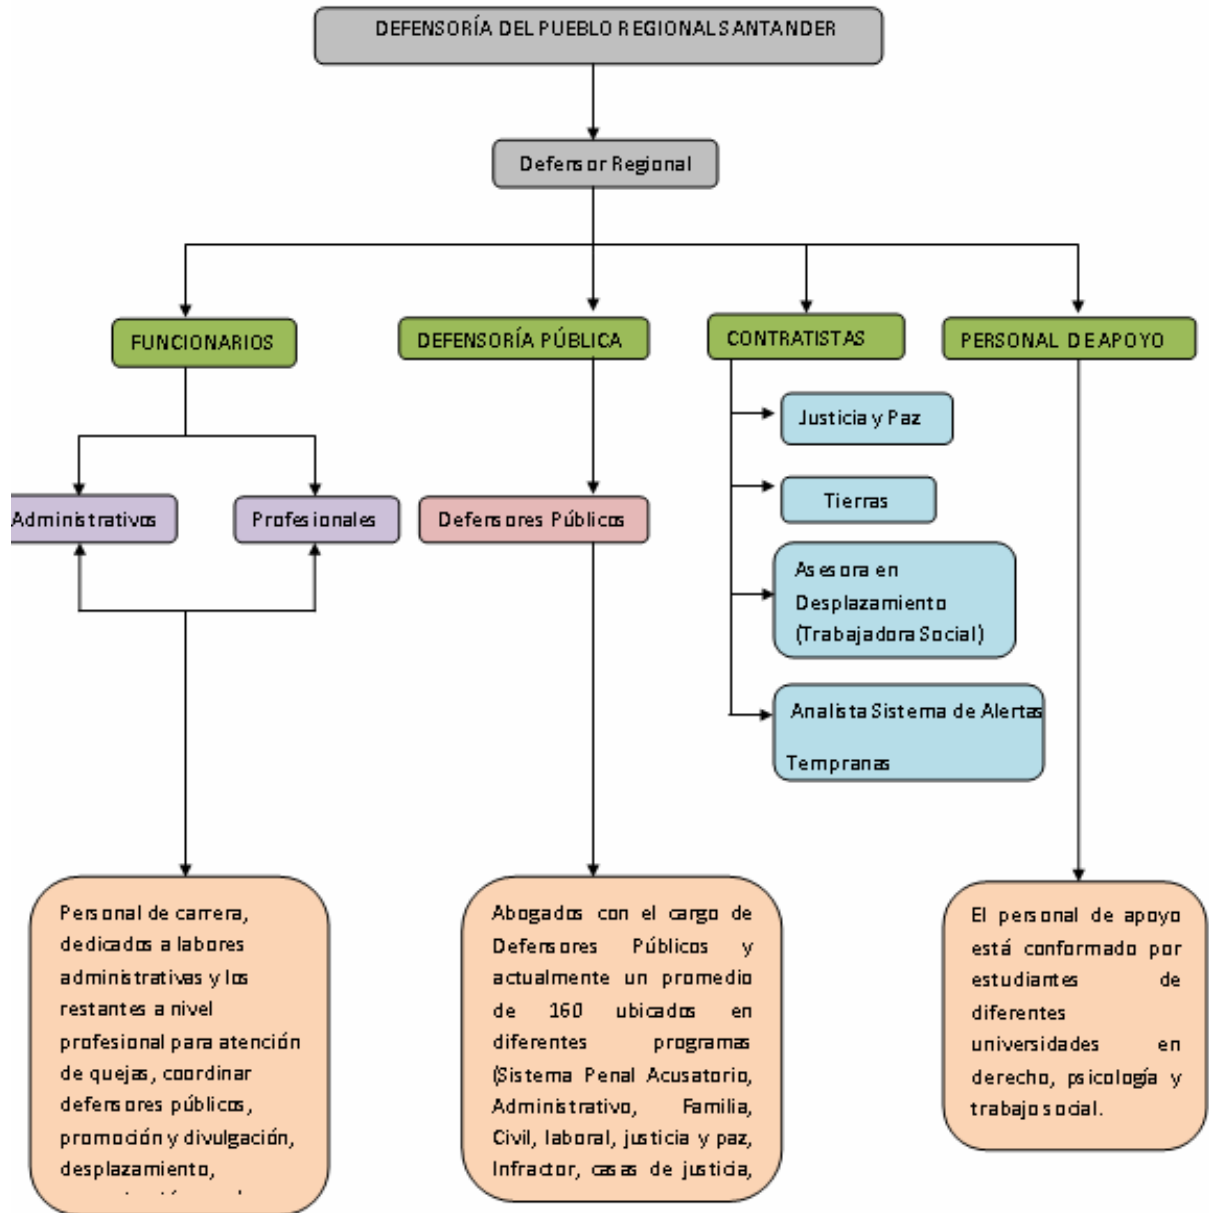 DEFENSORÍA DEL PUEBLO REGIONAL SANTANDER
Defensor Regional
FUNCIONARIOS
DEFENSORÍA PÚBLICA
CONTRATISTAS
PERSONAL DE APOYO
Justicia y Paz
Tierras
Asesora en
Desplazamiento
(Trabajadora Social)
Analista Sistema de Alertas
Tempranas
Administrativos
Profesionales
Defensores Públicos
Personal de carrera,
dedicados a labores
administrativas y los
restantes a nivel
profesional para atención
de quejas, coordinar
defensores públicos,
promoción y divulgación,
desplazamiento,
Abogados con el cargo de
Defensores Públicos y
actualmente un promedio
de 160 ubicados en
diferentes programas
(Sistema Penal Acusatorio,
Administrativo, Familia,
Civil, laboral, justicia y paz,
Infractor, casas de justicia,
El personal de apoyo
está conformado por
estudiantes de
diferentes
universidades en
derecho, psicología y
trabajo social.